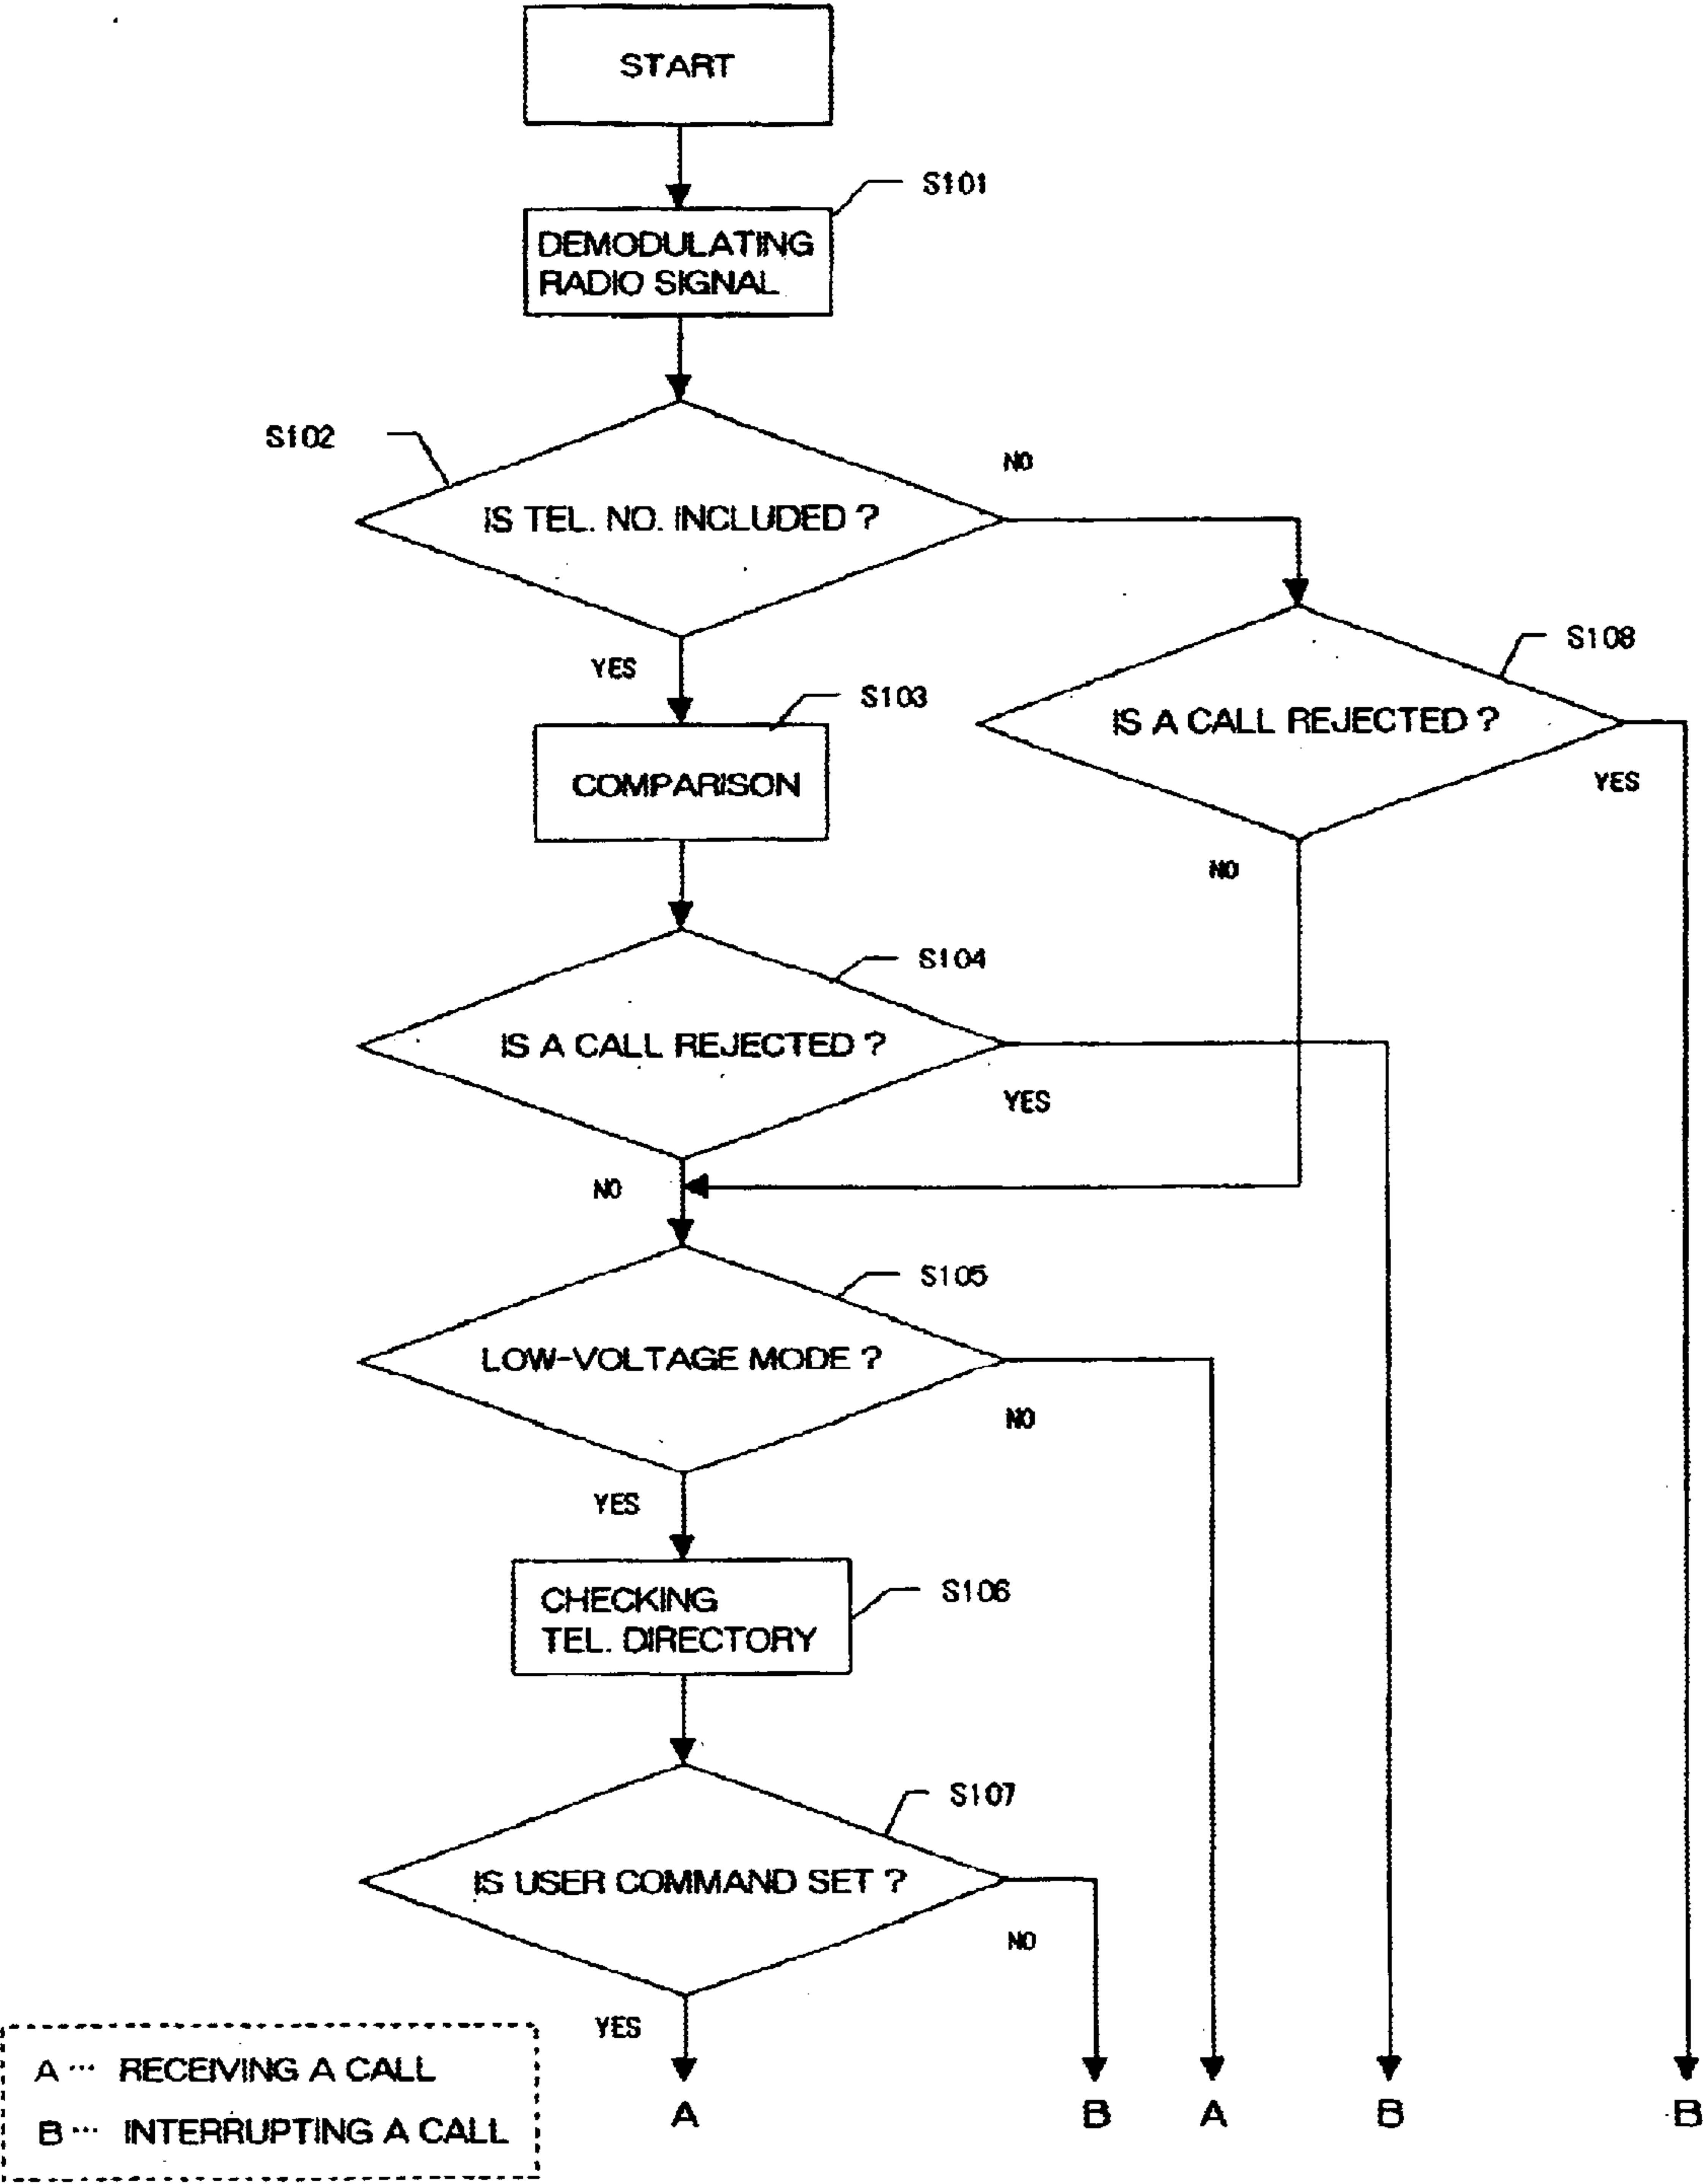 START
S101
DEMODULATING
RADIO SIGNAL
S102
NO
IS TEL. NO. INCLUDED ?
YES
S108
IS A CALL REJECTED ?
YES
NO
S103
COMPARISON
S104
IS A CALL REJECTED ?
YES
NO
S105
LOW-VOLTAGE MODE ?
NO
YES
S106
CHECKING
TEL. DIRECTORY
S107
IS USER COMMAND SET ?
NO
YES
A B A B B
A ··· RECEIVING A CALL
B ··· INTERRUPTING A CALL